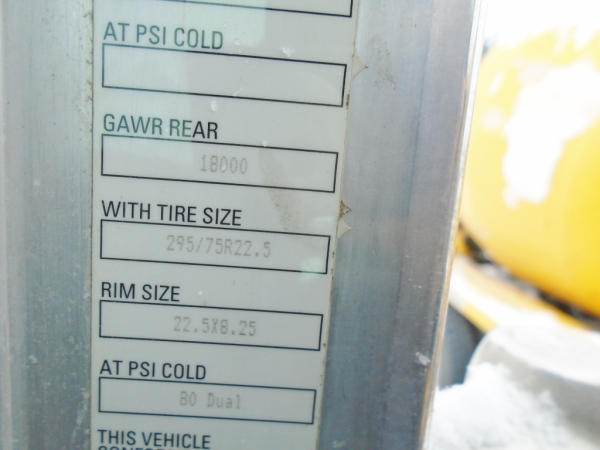 AT PSI COLD
GAWR REAR
18000
WITH TIRE SIZE
295/75R22.5
RIM SIZE
22.5X8.25
AT PSI COLD
80 Dual
THIS VEHICLE